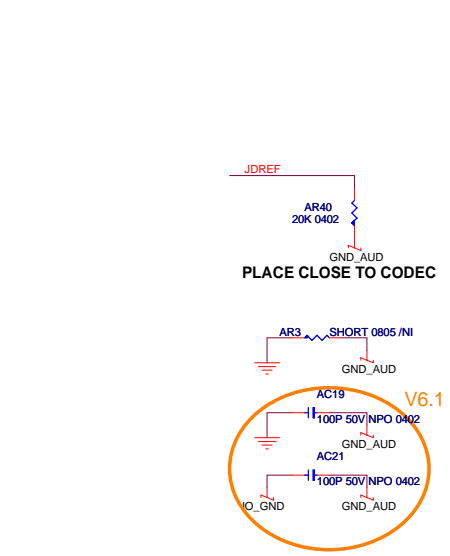 JDREF
AR40
20K 0402
GND_AUD
PLACE CLOSE TO CODEC
AR3 SHORT 0805 /NI
GND_AUD
AC19
V6.1
100P 50V NPO 0402
GND_AUD
AC21
100P 50V NPO 0402
IO_GND GND_AUD